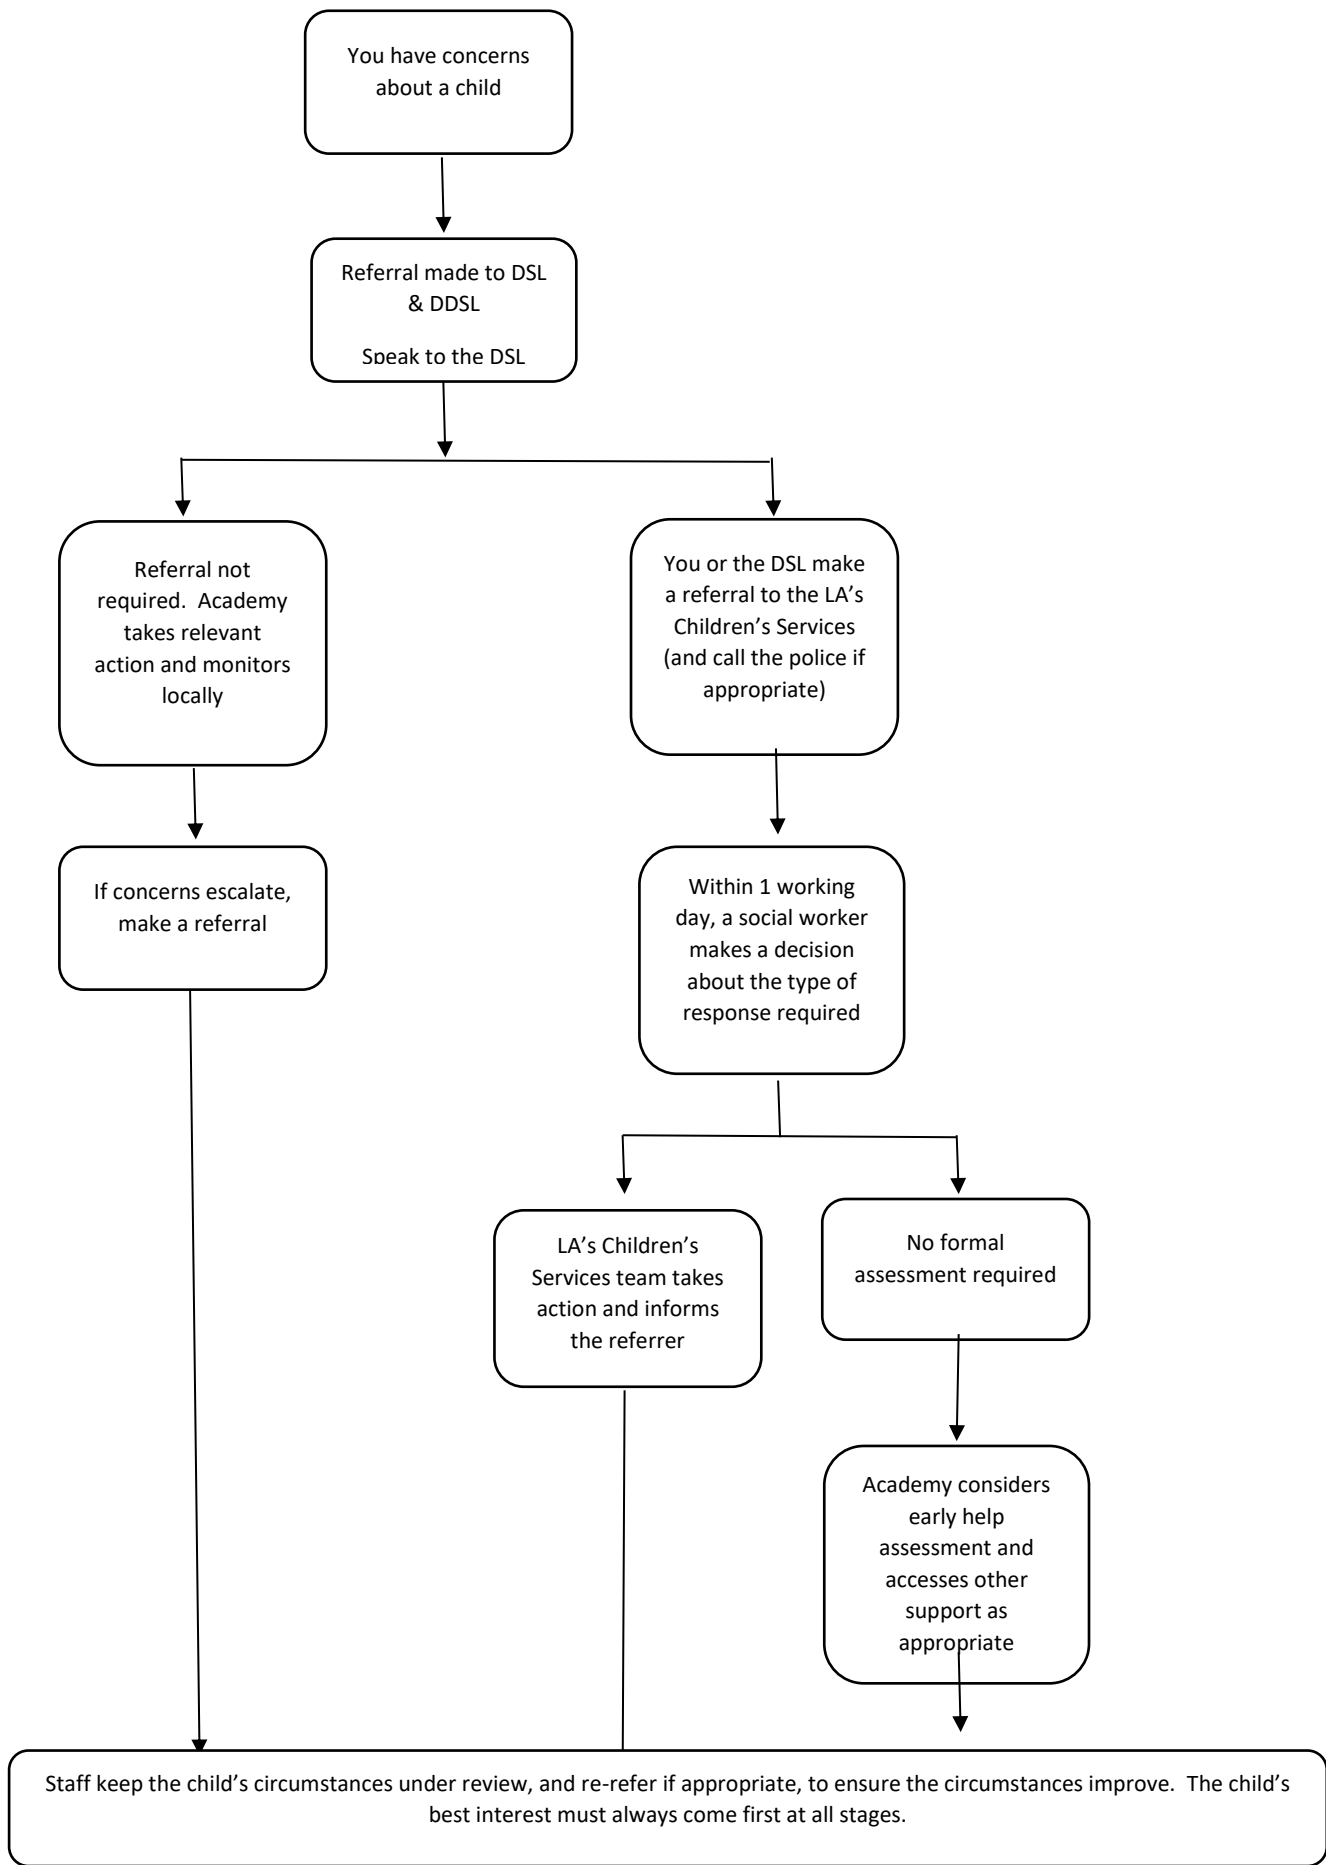 You have concerns
about a child
Referral made to DSL
& DDSL
Speak to the DSL
Referral not
required.  Academy
takes relevant
action and monitors
locally
You or the DSL make
a referral to the LA’s
Children’s Services
(and call the police if
appropriate)
If concerns escalate,
make a referral
Within 1 working
day, a social worker
makes a decision
about the type of
response required
LA’s Children’s
Services team takes
action and informs
the referrer
No formal
assessment required
Academy considers
early help
assessment and
accesses other
support as
appropriate
Staff keep the child’s circumstances under review, and re-refer if appropriate, to ensure the circumstances improve.  The child’s
best interest must always come first at all stages.